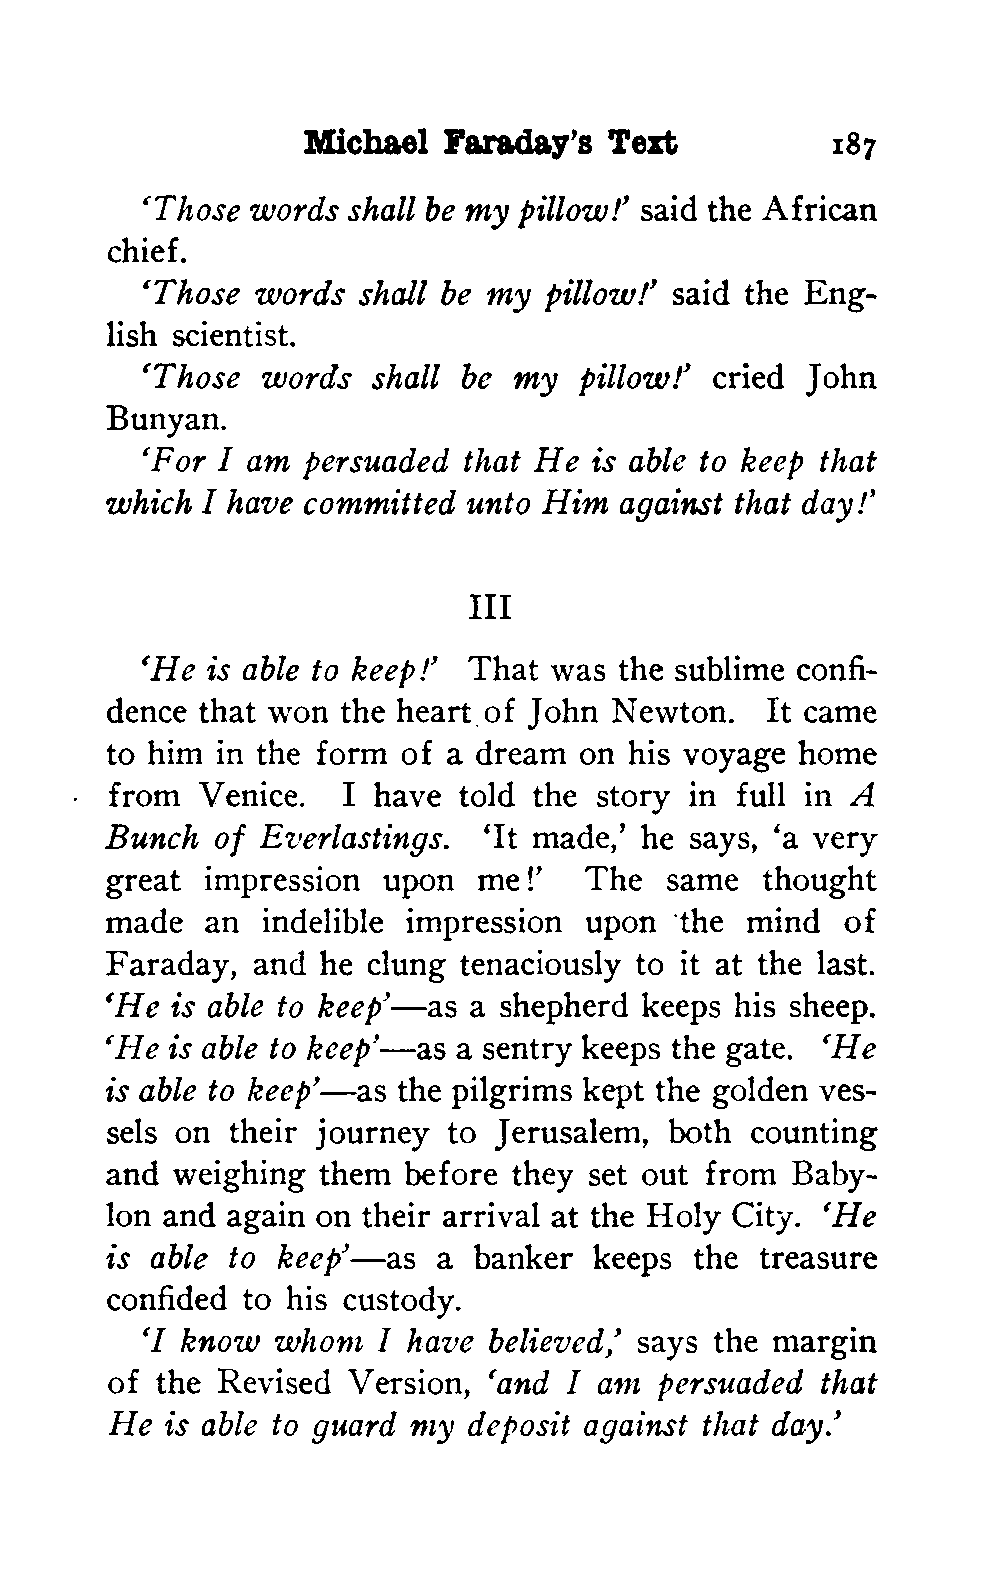 Michael Faraday's Text 187
‘Those words shall be my pillow!’ said the African
chief.
‘Those words shall be my pillow!’ said the Eng-
lish scientist.
‘Those words shall be my pillow!’ cried John
Bunyan.
‘For I am persuaded that He is able to keep that
which I have committed unto Him against that day!’
III
‘He is able to keep!’ That was the sublime confi-
dence that won the heart of John Newton. It came
to him in the form of a dream on his voyage home
from Venice. I have told the story in full in A
Bunch of Everlastings. ‘It made,’ he says, ‘a very
great impression upon me!’ The same thought
made an indelible impression upon the mind of
Faraday, and he clung tenaciously to it at the last.
‘He is able to keep’—as a shepherd keeps his sheep.
‘He is able to keep’—as a sentry keeps the gate. ‘He
is able to keep’—as the pilgrims kept the golden ves-
sels on their journey to Jerusalem, both counting
and weighing them before they set out from Baby-
lon and again on their arrival at the Holy City. ‘He
is able to keep’—as a banker keeps the treasure
confided to his custody.
‘I know whom I have believed,’ says the margin
of the Revised Version, ‘and I am persuaded that
He is able to guard my deposit against that day.’